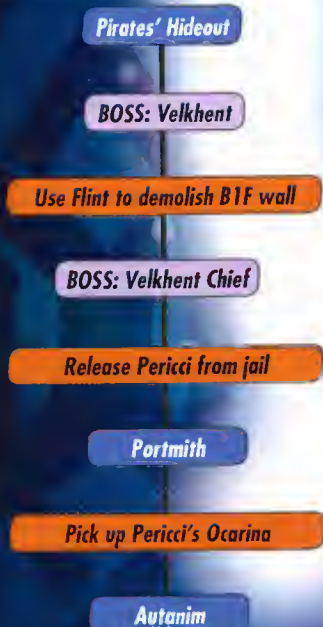 Pirates' Hideout
BOSS: Velkhent
Use Flint to demolish B1F wall
BOSS: Velkhent Chief
Release Pericci from jail
Portmith
Pick up Pericci's Ocarina
Autanim